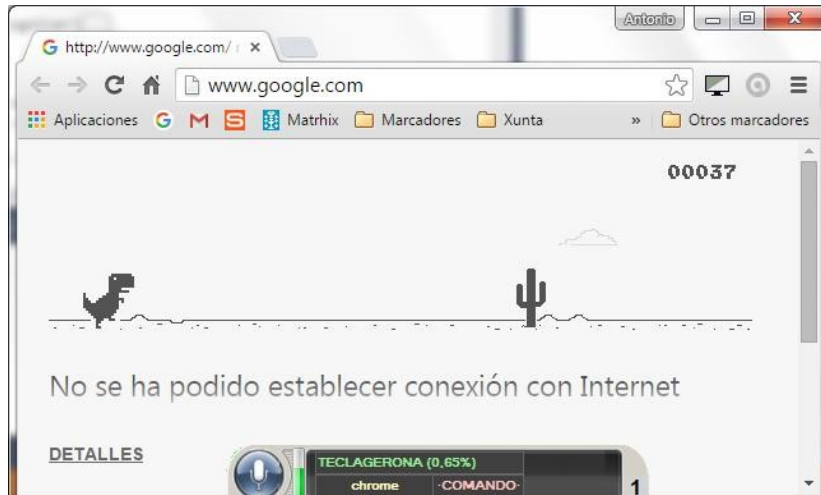 Antonio
http://www.google.com/
www.google.com
Aplicaciones Matrhix Marcadores Xunta » Otros marcadores
00037
No se ha podido establecer conexión con Internet
DETALLES
TECLAGERONA (0,65%)
chrome -COMANDO-
1